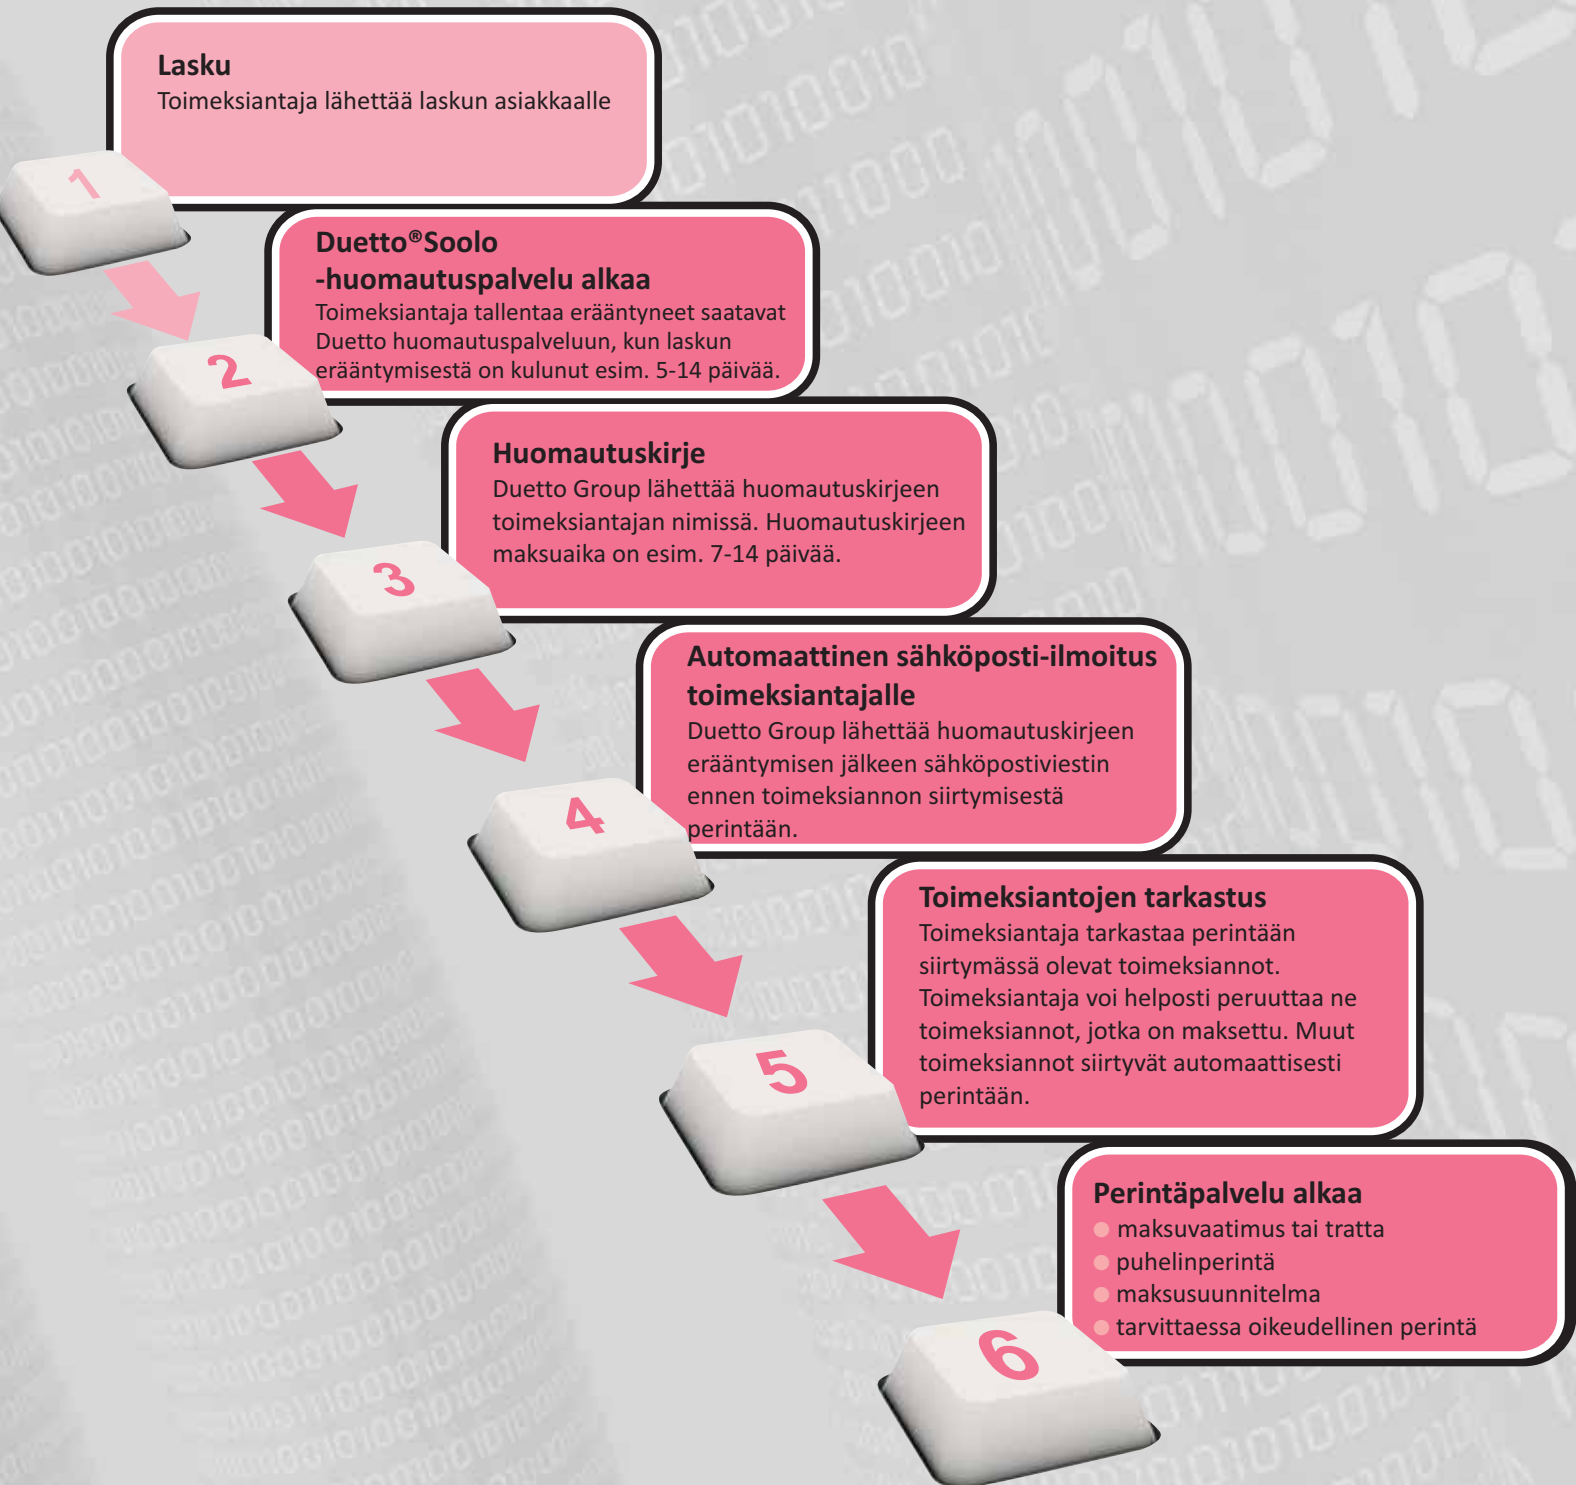 Lasku
Toimeksiantaja lähettää laskun asiakkaalle
1
Duetto®Soolo
-huomautuspalvelu alkaa
Toimeksiantaja tallentaa erääntyneet saatavat
Duetto huomautuspalveluun, kun laskun
erääntymisestä on kulunut esim. 5-14 päivää.
2
Huomautuskirje
Duetto Group lähettää huomautuskirjeen
toimeksiantajan nimissä. Huomautuskirjeen
maksuaika on esim. 7-14 päivää.
3
Automaattinen sähköposti-ilmoitus
toimeksiantajalle
Duetto Group lähettää huomautuskirjeen
erääntymisen jälkeen sähköpostiviestin
ennen toimeksiannon siirtymisestä
perintään.
4
Toimeksiantojen tarkastus
Toimeksiantaja tarkastaa perintään
siirtymässä olevat toimeksiannot.
Toimeksiantaja voi helposti peruuttaa ne
toimeksiannot, jotka on maksettu. Muut
toimeksiannot siirtyvät automaattisesti
perintään.
5
Perintäpalvelu alkaa
● maksuvaatimus tai tratta
● puhelinperintä
● maksusuunnitelma
● tarvittaessa oikeudellinen perintä
6